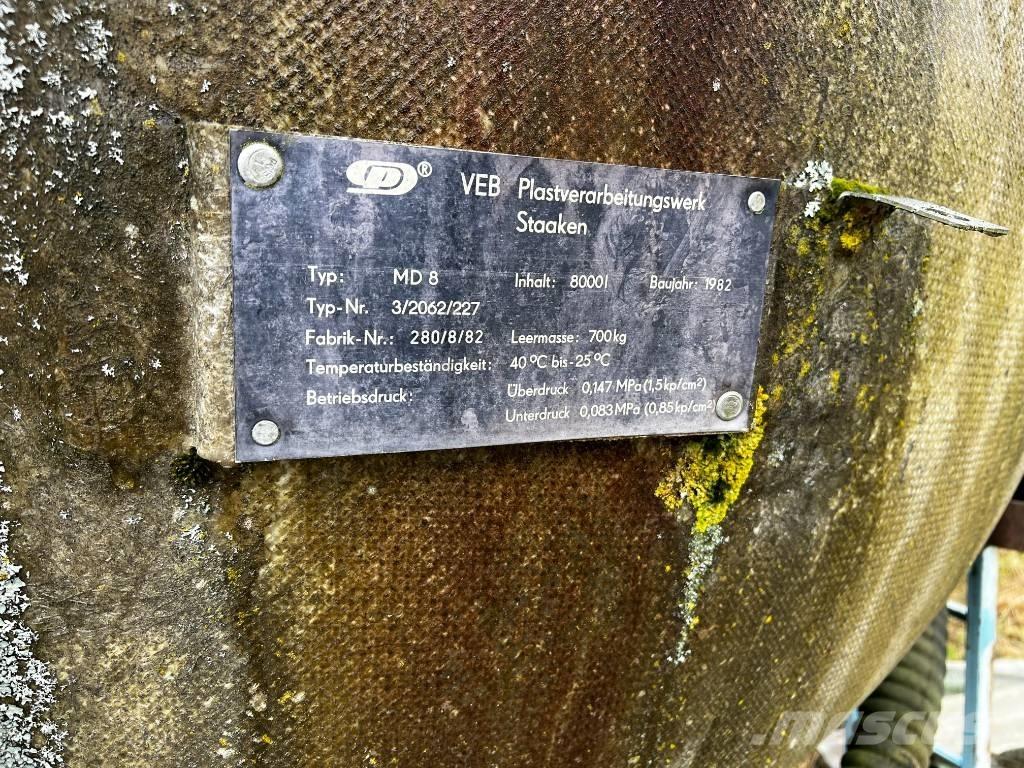 ® VEB Plastverarbeitungswerk
Staaken
Typ: MD 8 Inhalt: 8000 l Baujahr: 1982
Typ-Nr. 3/2062/227
Fabrik-Nr.: 280/8/82 Leermasse: 700kg
Temperaturbeständigkeit: 40 °C bis -25 °C
Betriebsdruck: Überdruck 0,147 MPa (1,5 kp/cm²)
Unterdruck 0,083 MPa (0,85 kp/cm²)
MASCUS